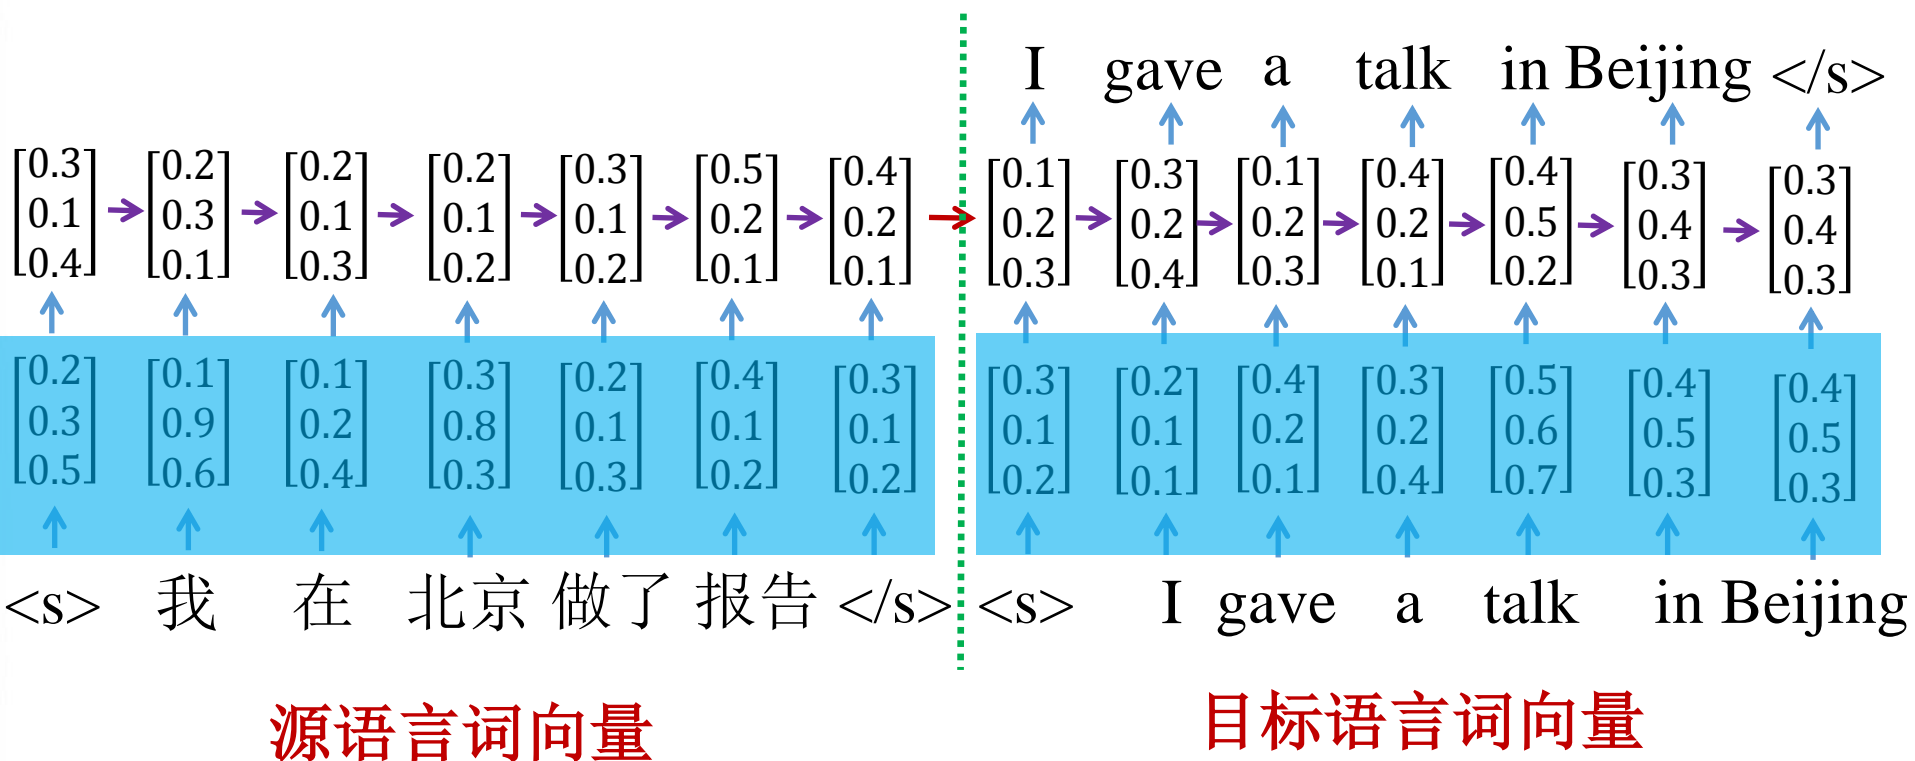 I gave a talk in Beijing </s>
0.3 0.2 0.2 0.2 0.3 0.5 0.4 0.1 0.3 0.1 0.4 0.4 0.3 0.3
0.1 0.3 0.1 0.1 0.1 0.2 0.2 0.2 0.2 0.2 0.2 0.5 0.4 0.4
0.4 0.1 0.3 0.2 0.2 0.1 0.1 0.3 0.4 0.3 0.1 0.2 0.3 0.3
0.2 0.1 0.1 0.3 0.2 0.4 0.3 0.3 0.2 0.4 0.3 0.5 0.4 0.4
0.3 0.9 0.2 0.8 0.1 0.1 0.1 0.1 0.1 0.2 0.2 0.6 0.5 0.5
0.5 0.6 0.4 0.3 0.3 0.2 0.2 0.2 0.1 0.1 0.4 0.7 0.3 0.3
<s> 我 在 北京 做了 报告 </s> <s> I gave a talk in Beijing
源语言词向量 目标语言词向量